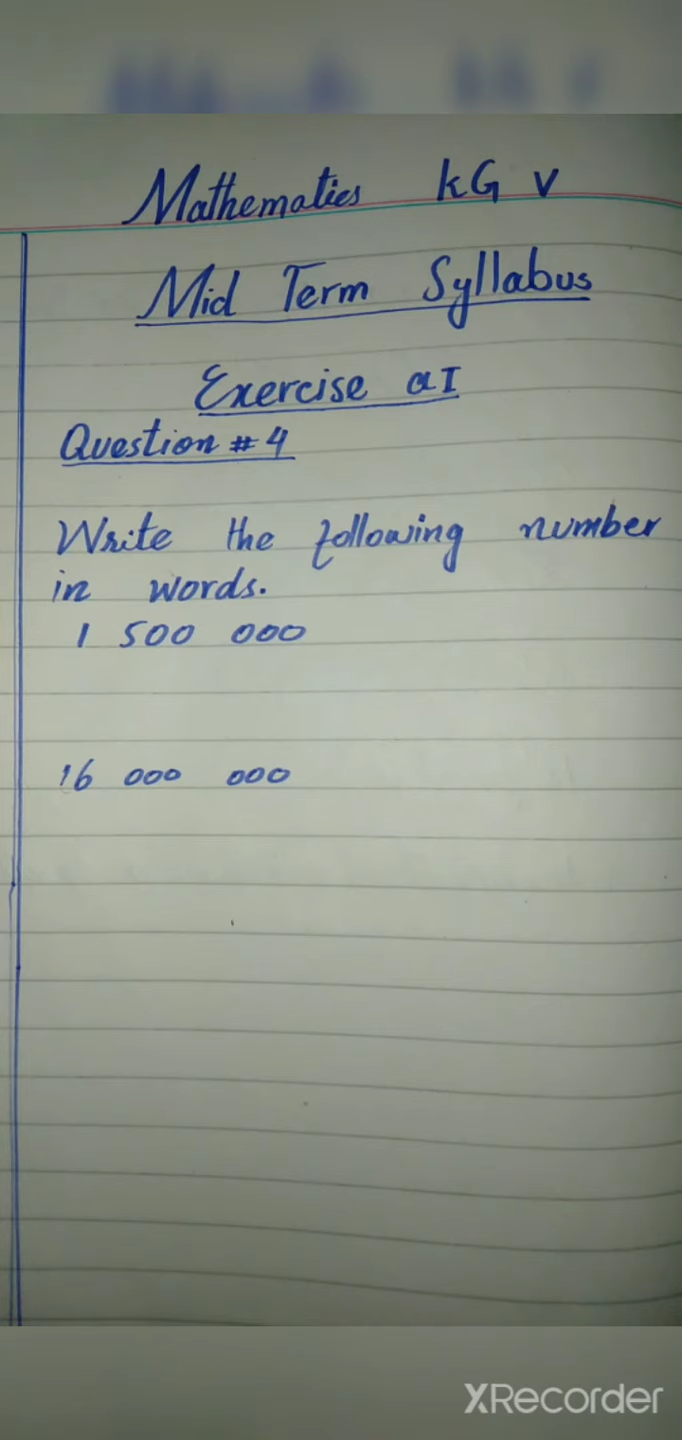 Mathematics KG V
Mid Term Syllabus
Exercise aI
Question # 4
Write the following number
in words.
1 500 000
16 000 000
XRecorder